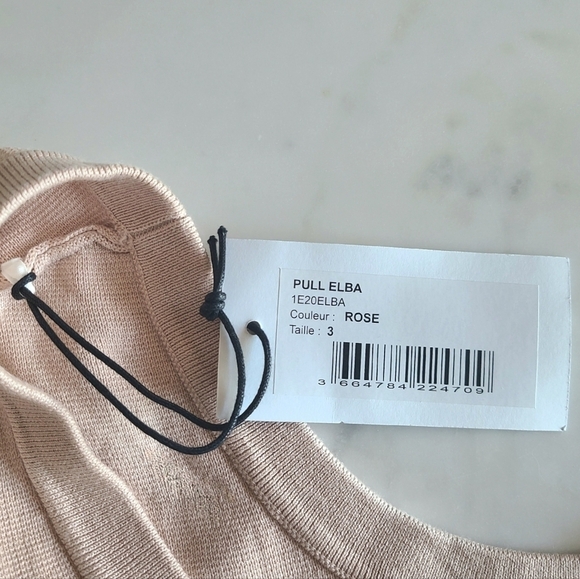 PULL ELBA
1E20ELBA
Couleur : ROSE
Taille : 3
3 664784 224709